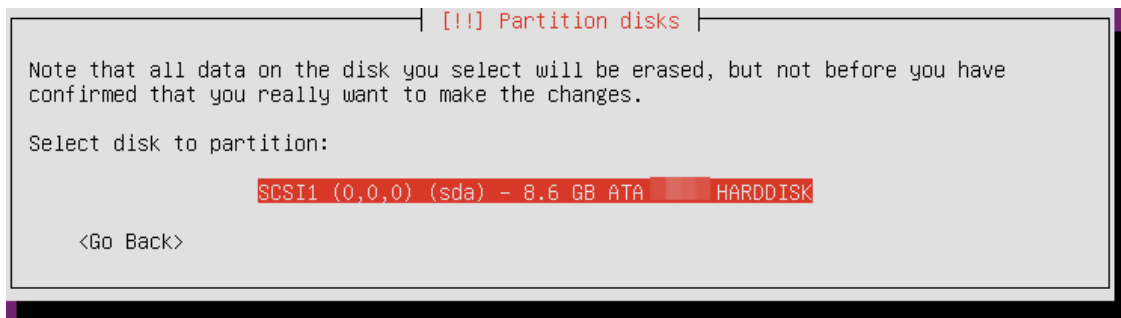 [!!] Partition disks
Note that all data on the disk you select will be erased, but not before you have
confirmed that you really want to make the changes.
Select disk to partition:
SCSI1 (0,0,0) (sda) - 8.6 GB ATA HARDDISK
<Go Back>